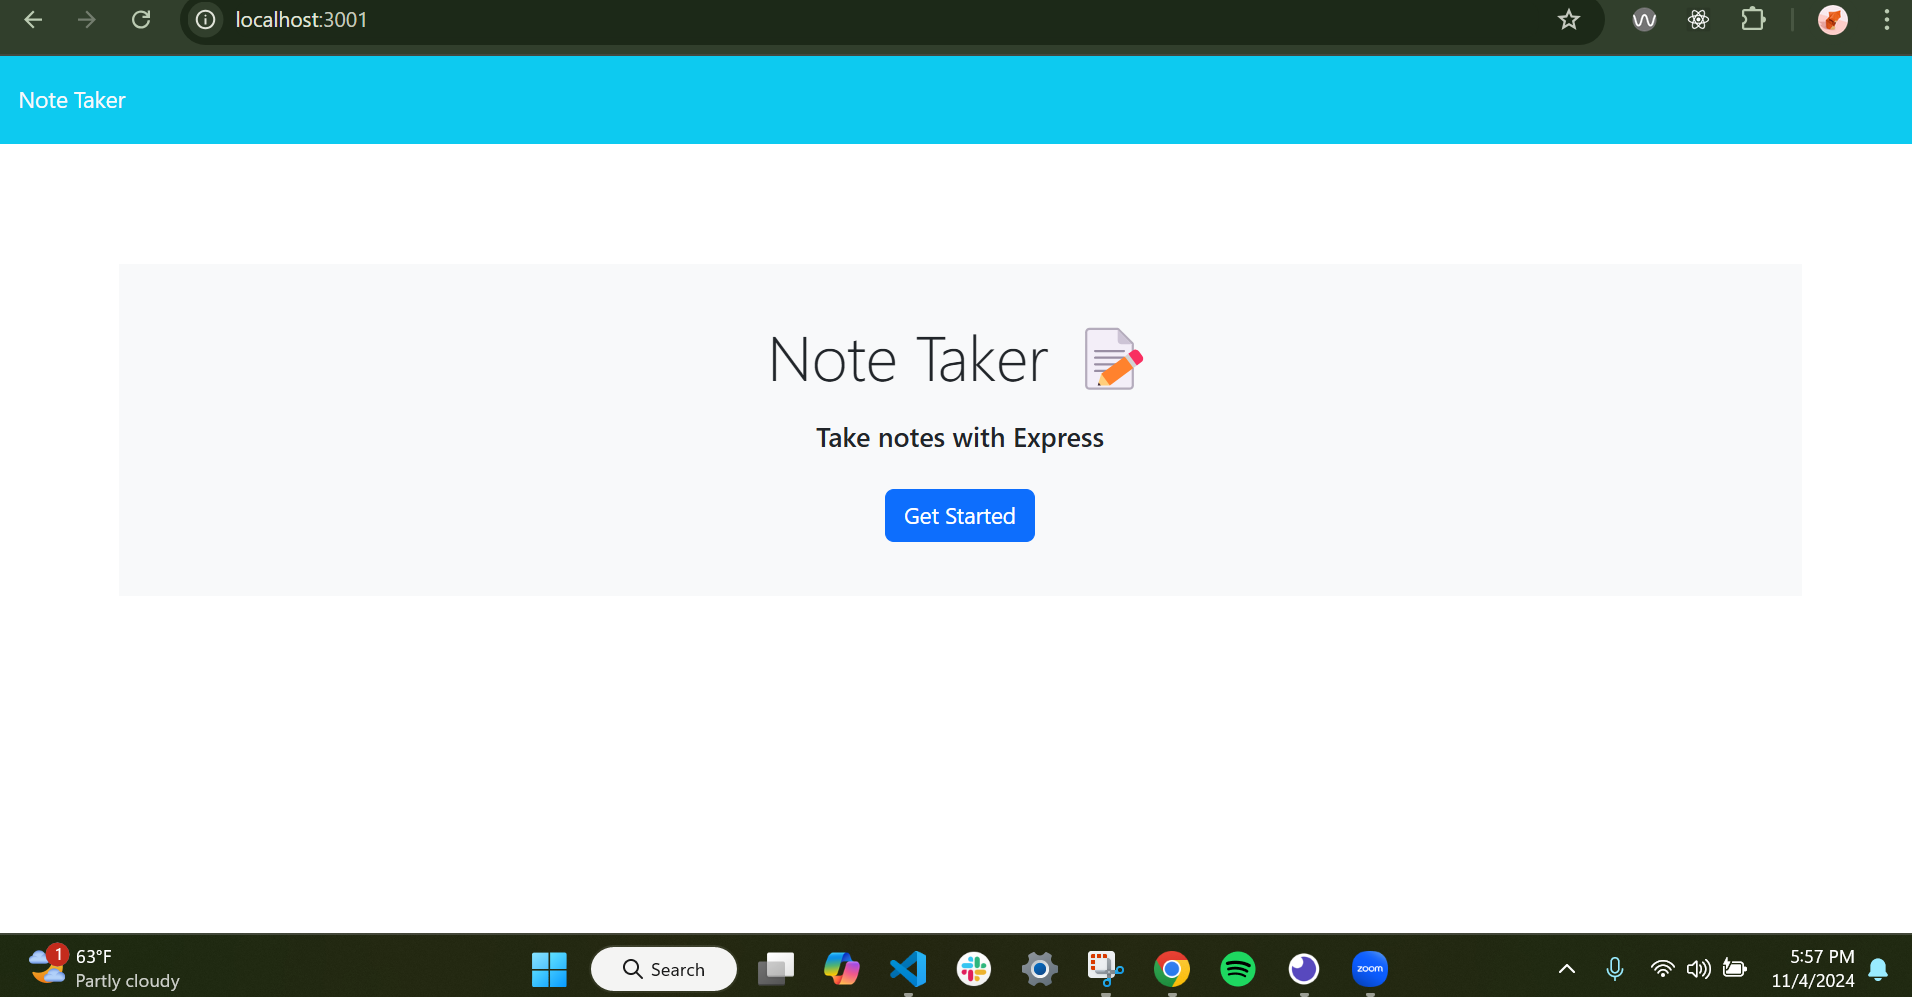 localhost:3001
Note Taker
Note Taker
Take notes with Express
Get Started
1
63°F
Partly cloudy
Search
zoom
5:57 PM
11/4/2024